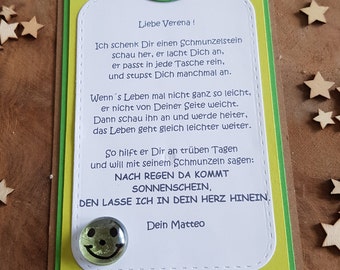 Liebe Verena !
Ich schenk Dir einen Schmunzelstein
schau her, er lacht Dich an,
er passt in jede Tasche rein,
und stupst Dich manchmal an.
Wenn´s Leben mal nicht ganz so leicht,
er nicht von Deiner Seite weicht.
Dann schau ihn an und werde heiter,
das Leben geht gleich leichter weiter.
So hilft er Dir an trüben Tagen
und will mit seinem Schmunzeln sagen:
NACH REGEN DA KOMMT
SONNENSCHEIN,
DEN LASSE ICH IN DEIN HERZ HINEIN.
Dein Matteo